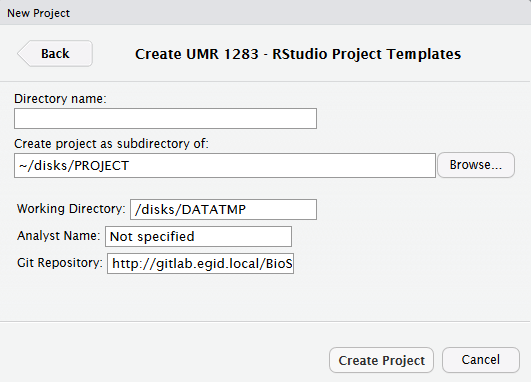 New Project
Back
Create UMR 1283 - RStudio Project Templates
Directory name:
Create project as subdirectory of:
~/disks/PROJECT
Browse...
Working Directory: /disks/DATATMP
Analyst Name: Not specified
Git Repository: http://gitlab.egid.local/BioS
Create Project
Cancel